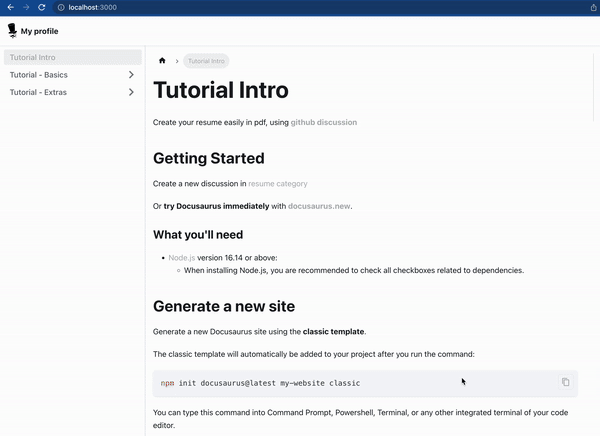 localhost:3000
My profile
Tutorial Intro
Tutorial - Basics
Tutorial - Extras
Tutorial Intro
Tutorial Intro
Create your resume easily in pdf, using github discussion
Getting Started
Create a new discussion in resume category
Or try Docusaurus immediately with docusaurus.new.
What you'll need
Node.js version 16.14 or above:
When installing Node.js, you are recommended to check all checkboxes related to dependencies.
Generate a new site
Generate a new Docusaurus site using the classic template.
The classic template will automatically be added to your project after you run the command:
npm init docusaurus@latest my-website classic
You can type this command into Command Prompt, Powershell, Terminal, or any other integrated terminal of your code
editor.